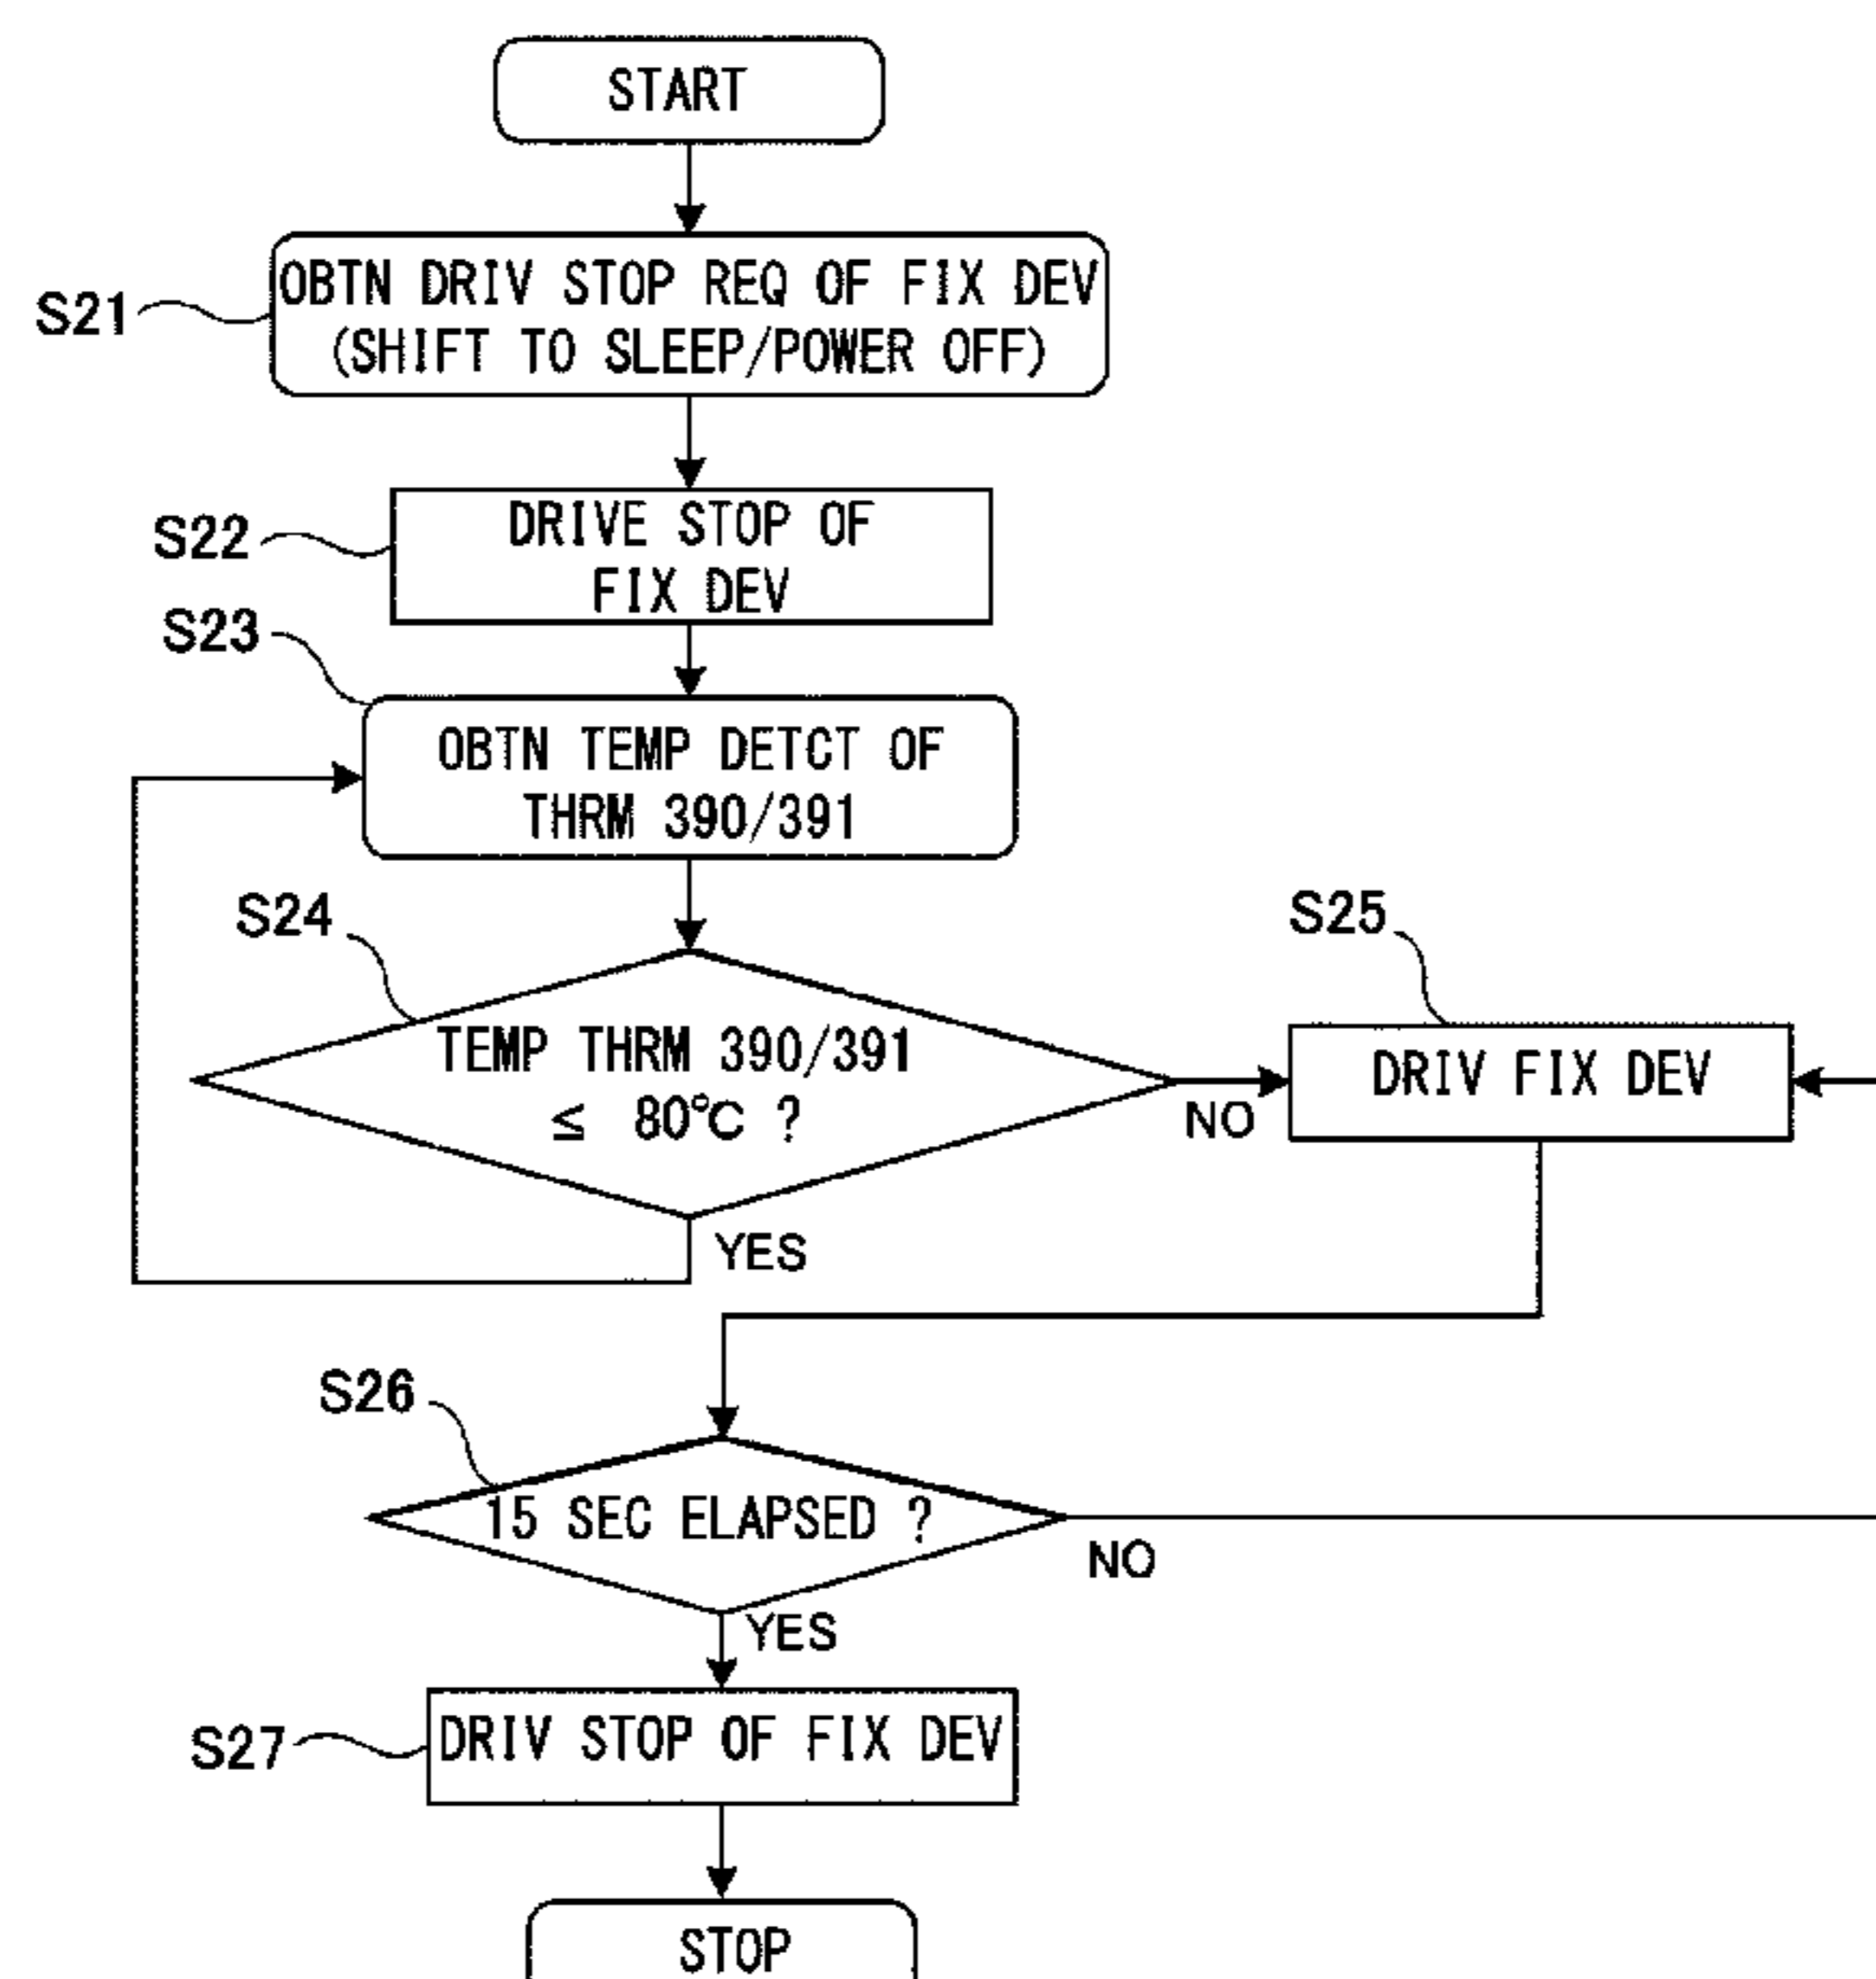 START
S21
OBTN DRIV STOP REQ OF FIX DEV
(SHIFT TO SLEEP/POWER OFF)
S22
DRIVE STOP OF
FIX DEV
S23
OBTN TEMP DETCT OF
THRM 390/391
S24
TEMP THRM 390/391
≤ 80°C ?
NO
YES
S25
DRIV FIX DEV
S26
15 SEC ELAPSED ?
NO
YES
S27
DRIV STOP OF FIX DEV
STOP